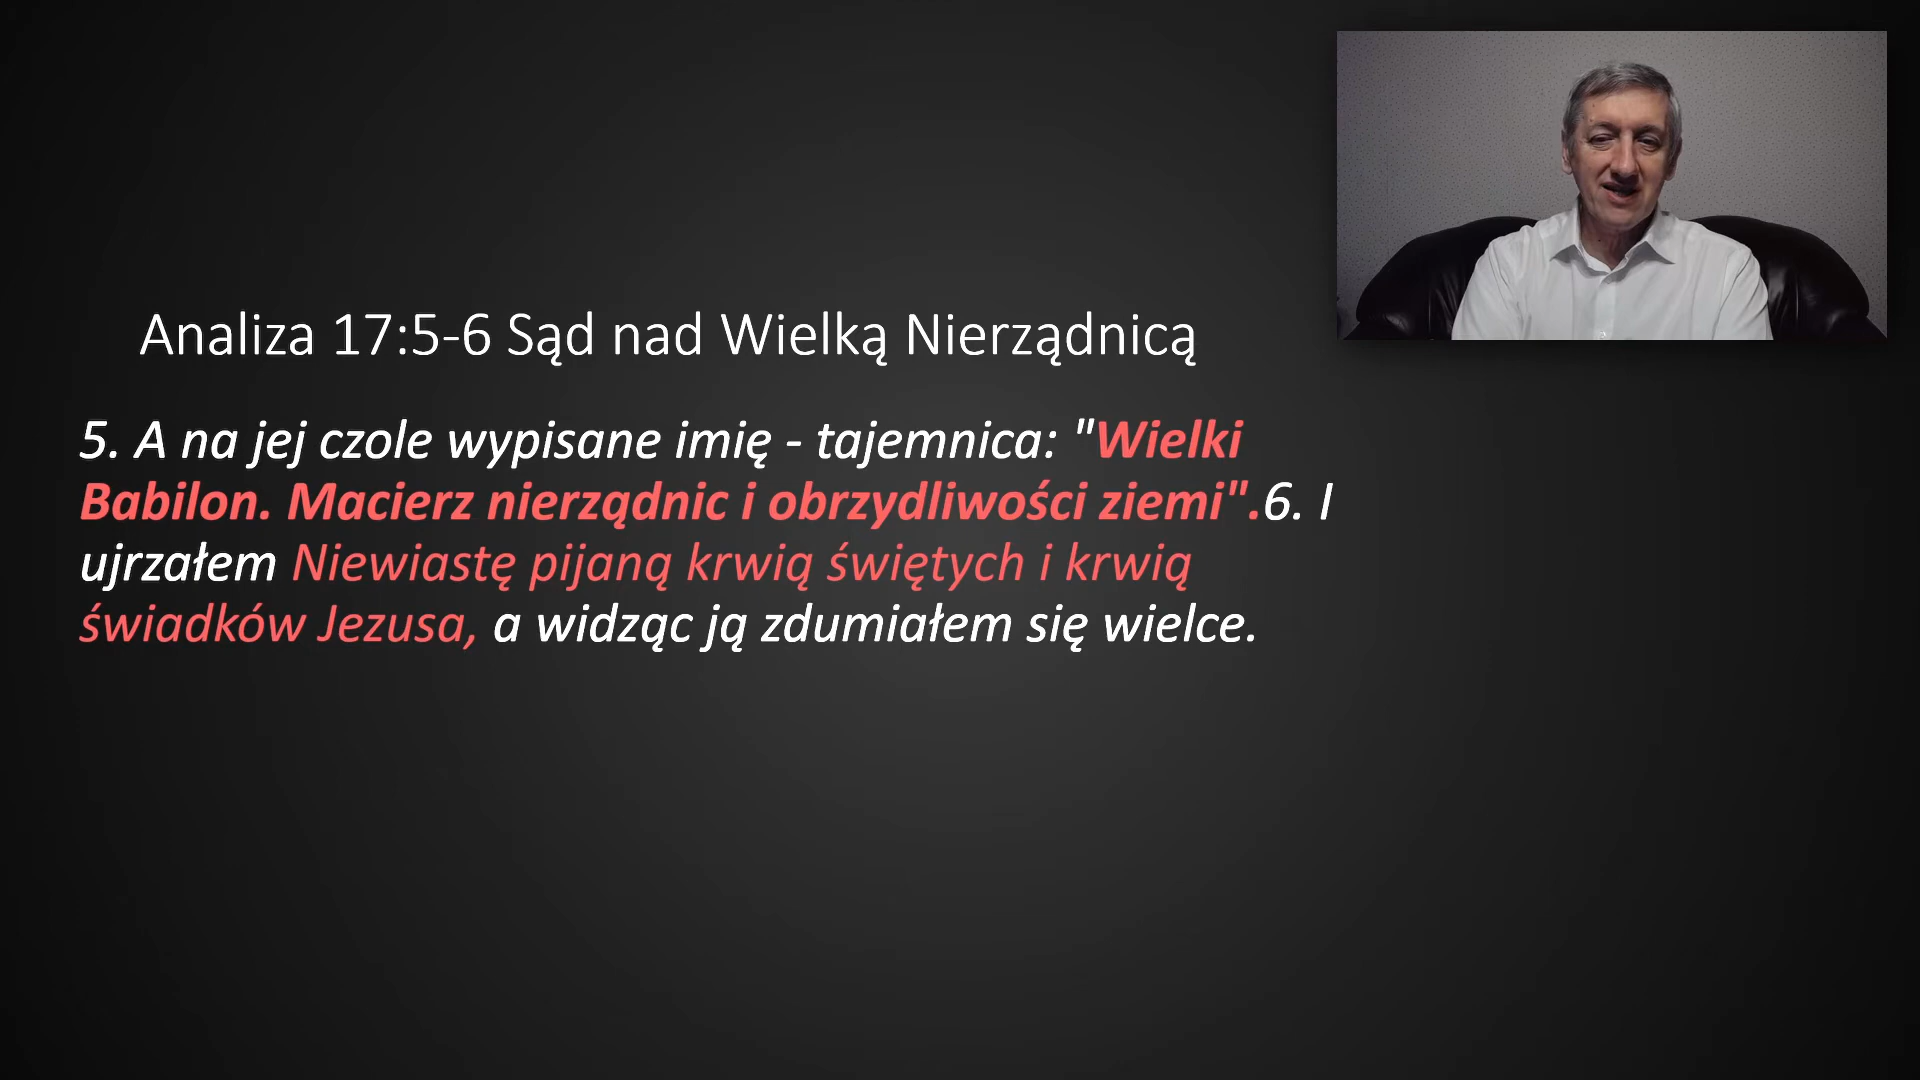 Analiza 17:5-6 Sąd nad Wielką Nierządnicą
5. A na jej czole wypisane imię - tajemnica: "Wielki
Babilon. Macierz nierządnic i obrzydliwości ziemi".6. I
ujrzałem Niewiastę pijaną krwią świętych i krwią
świadków Jezusa, a widząc ją zdumiałem się wielce.